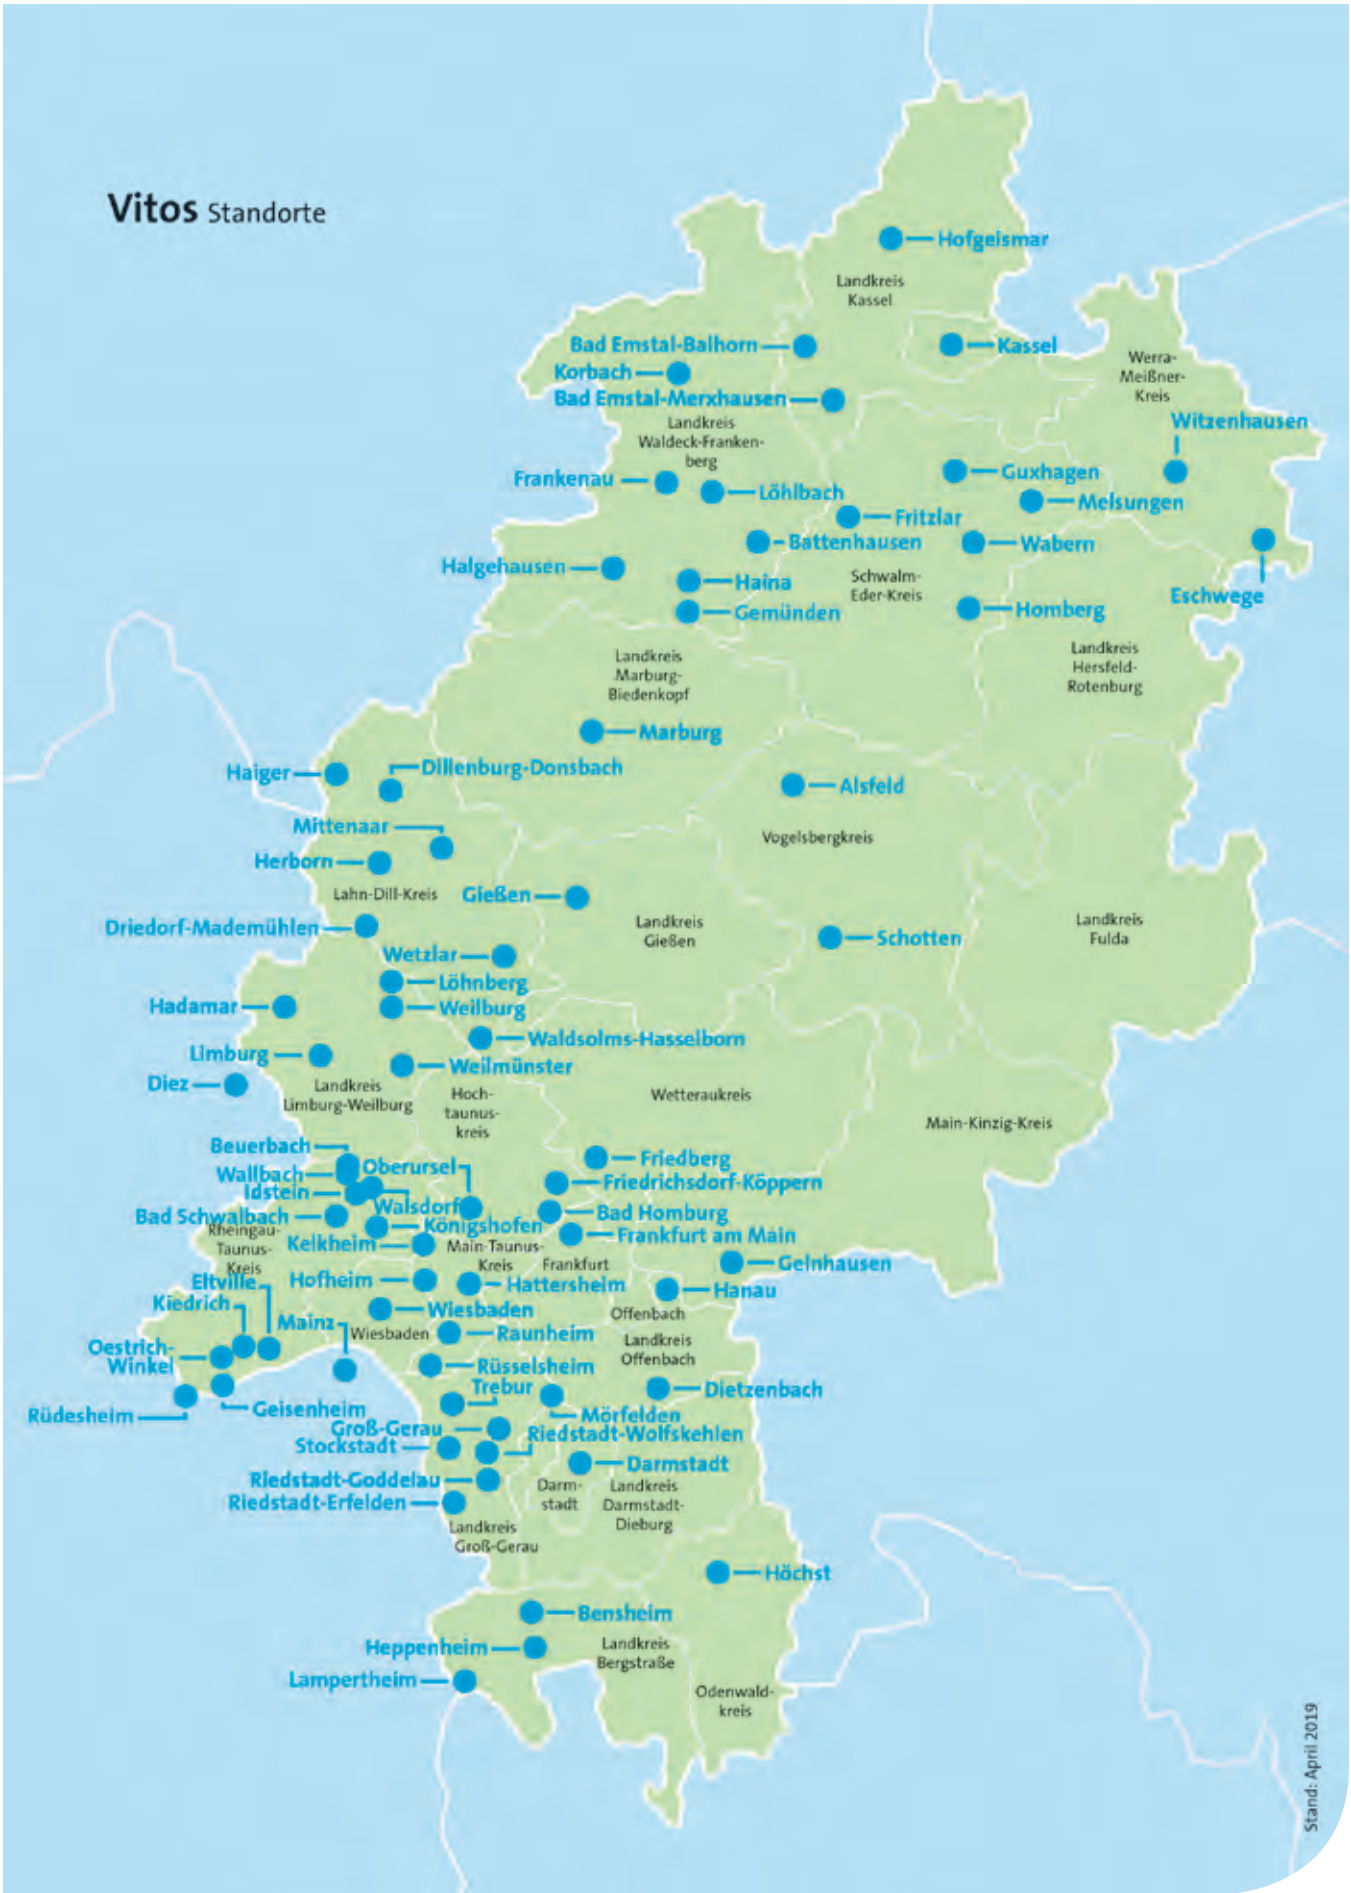 Vitos Standorte
Hofgeismar
Landkreis
Kassel
Bad Emstal-Balhorn
Kassel
Korbach
Werra-
Meißner-
Kreis
Bad Emstal-Merxhausen
Landkreis
Waldeck-Franken-
berg
Witzenhausen
Frankenau
Löhlbach
Guxhagen
Melsungen
Fritzlar
Battenhausen
Wabern
Halgehausen
Haina
Schwalm-
Eder-Kreis
Eschwege
Gemünden
Homberg
Landkreis
Marburg-
Biedenkopf
Landkreis
Hersfeld-
Rotenburg
Marburg
Haiger
Dillenburg-Donsbach
Alsfeld
Mittenaar
Vogelsbergkreis
Herborn
Lahn-Dill-Kreis
Gießen
Driedorf-Mademühlen
Landkreis
Gießen
Schotten
Landkreis
Fulda
Wetzlar
Löhnberg
Hadamar
Weilburg
Waldsolms-Hasselborn
Limburg
Weilmünster
Diez
Landkreis
Limburg-Weilburg
Hoch-
taunus-
kreis
Wetteraukreis
Main-Kinzig-Kreis
Beuerbach
Wallbach
Oberursel
Friedberg
Idstein
Walsdorf
Friedrichsdorf-Köppern
Bad Schwalbach
Königshofen
Bad Homburg
Rheingau-
Taunus-
Kreis
Kelkheim
Main-Taunus-
Kreis
Frankfurt am Main
Frankfurt
Gelnhausen
Eltville
Hofheim
Hattersheim
Hanau
Kiedrich
Mainz
Wiesbaden
Wiesbaden
Offenbach
Raunheim
Landkreis
Offenbach
Oestrich-
Winkel
Rüsselsheim
Trebur
Dietzenbach
Rüdesheim
Geisenheim
Mörfelden
Groß-Gerau
Riedstadt-Wolfskehlen
Stockstadt
Darmstadt
Riedstadt-Goddelau
Darm-
stadt
Landkreis
Darmstadt-
Dieburg
Riedstadt-Erfelden
Landkreis
Groß-Gerau
Höchst
Bensheim
Heppenheim
Landkreis
Bergstraße
Lampertheim
Odenwald-
kreis
Stand: April 2019